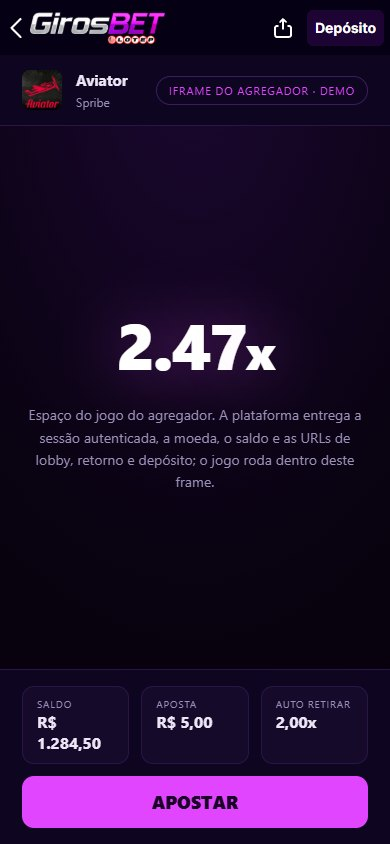 GirosBET
LOTEP
Depósito
Aviator
Aviator
Spribe
IFRAME DO AGREGADOR · DEMO
2.47x
Espaço do jogo do agregador. A plataforma entrega a
sessão autenticada, a moeda, o saldo e as URLs de
lobby, retorno e depósito; o jogo roda dentro deste
frame.
SALDO
R$
1.284,50
APOSTA
R$ 5,00
AUTO RETIRAR
2,00x
APOSTAR